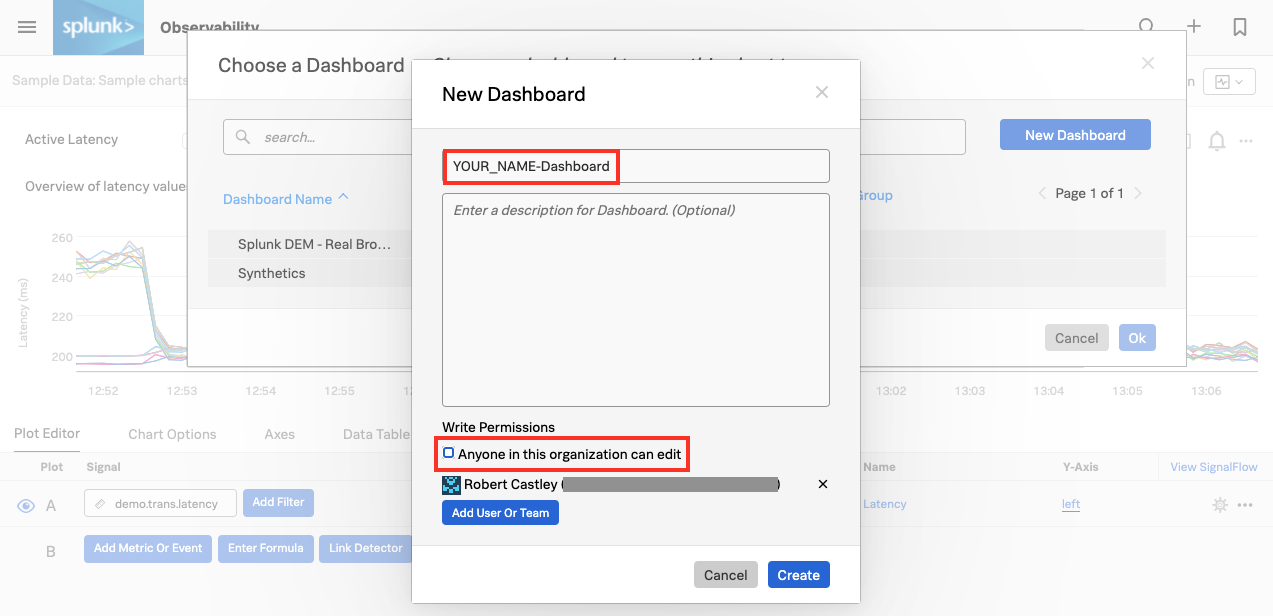 splunk> Observability
Sample Data: Sample charts
Choose a Dashboard
New Dashboard
Active Latency
search...
New Dashboard
YOUR_NAME-Dashboard
Overview of latency value
Dashboard Name
Group
Page 1 of 1
Enter a description for Dashboard. (Optional)
Splunk DEM - Real Bro...
Synthetics
Latency (ms)
260
240
220
200
Cancel
Ok
12:52 12:53 12:54 12:55 13:02 13:03 13:04 13:05 13:06
Write Permissions
Anyone in this organization can edit
Robert Castley (
)
Add User Or Team
Cancel
Create
Plot Editor Chart Options Axes Data Table
Plot Signal Name Y-Axis View SignalFlow
A demo.trans.latency Add Filter Latency left
B Add Metric Or Event Enter Formula Link Detector